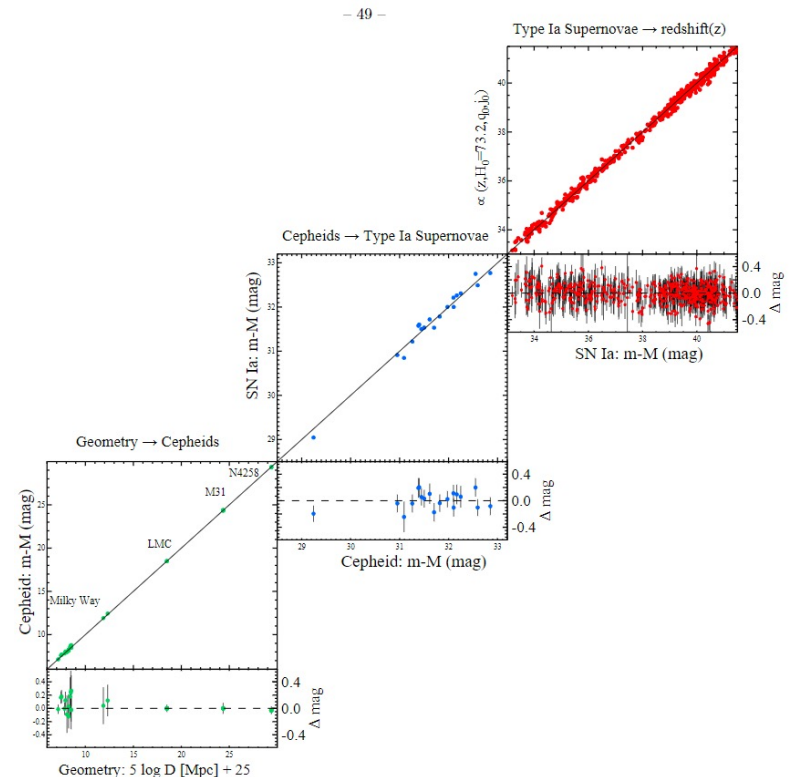 – 49 –
Type Ia Supernovae → redshift(z)
40
38
36
34
∝ (z,H0=73.2,q0,j0)
0.4
0.0
-0.4
Δ mag
34
36
38
40
SN Ia: m-M (mag)
Cepheids → Type Ia Supernovae
33
32
31
30
29
SN Ia: m-M (mag)
0.4
0.0
-0.4
Δ mag
29
30
31
32
33
Cepheid: m-M (mag)
Geometry → Cepheids
N4258
M31
LMC
Milky Way
25
20
15
10
Cepheid: m-M (mag)
0.4
0.2
0.0
-0.2
-0.4
0.4
0.0
-0.4
Δ mag
10
15
20
25
Geometry: 5 log D [Mpc] + 25